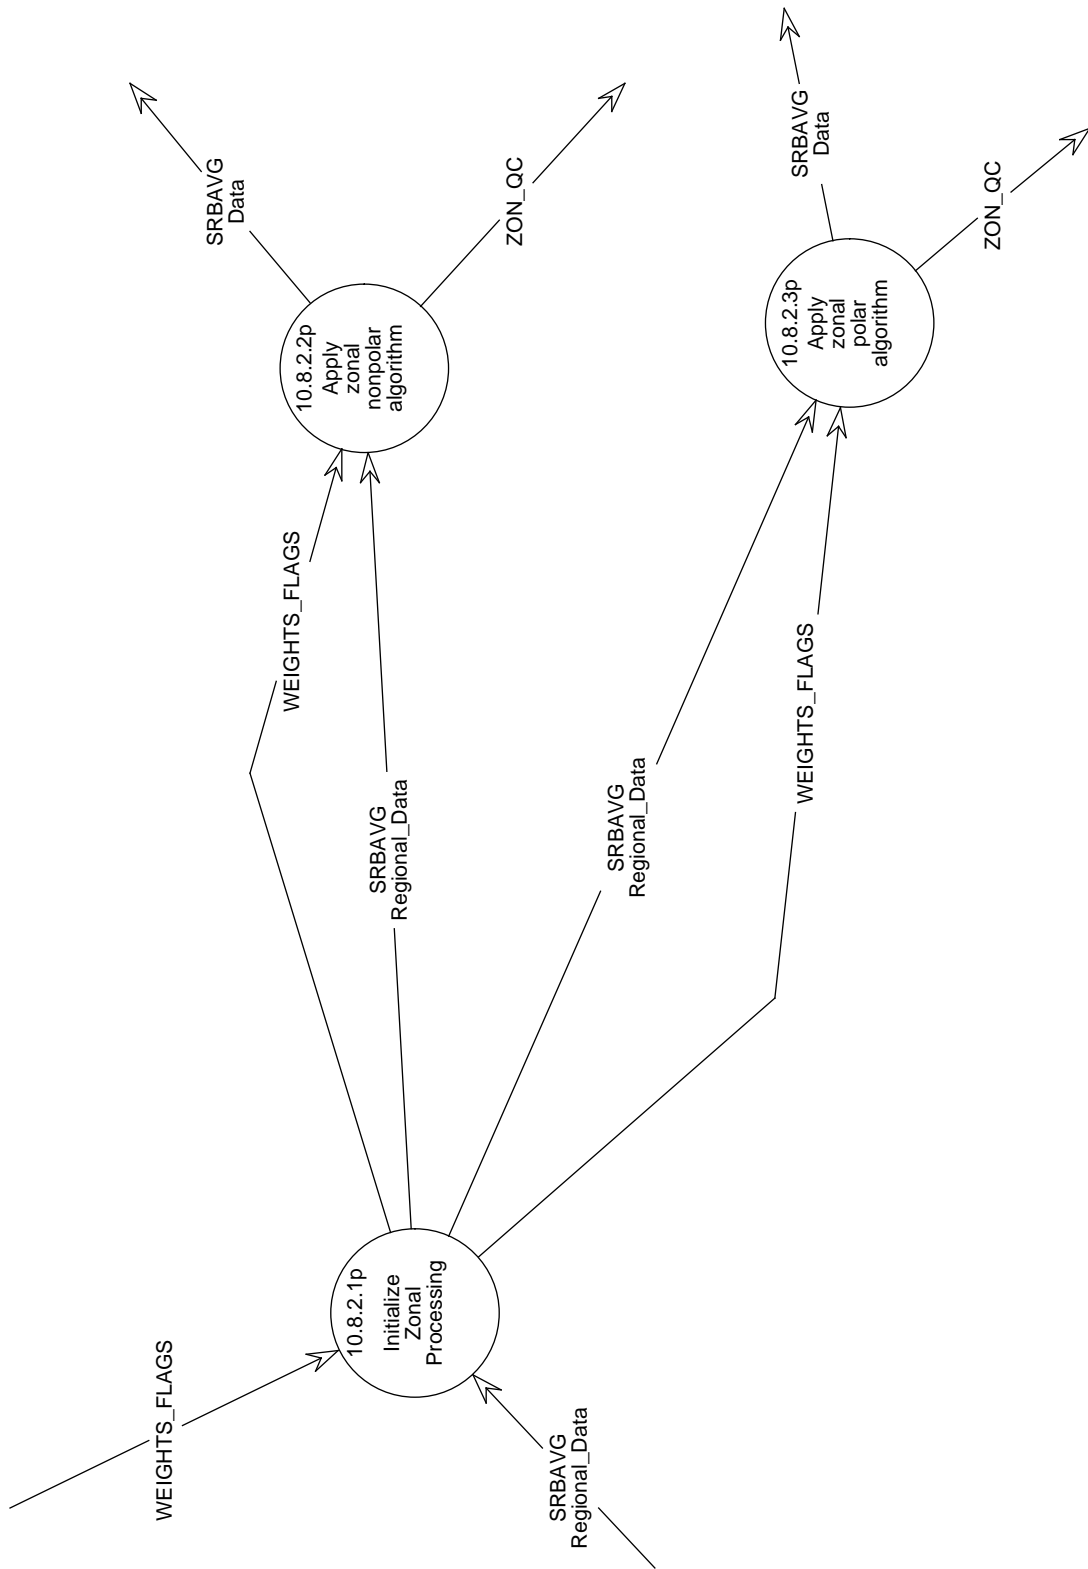 WEIGHTS_FLAGS
SRBAVG
Regional_Data
10.8.2.1p
Initialize
Zonal
Processing
WEIGHTS_FLAGS
SRBAVG
Regional_Data
SRBAVG
Regional_Data
WEIGHTS_FLAGS
10.8.2.2p
Apply
zonal
nonpolar
algorithm
SRBAVG
Data
ZON_QC
10.8.2.3p
Apply
zonal
polar
algorithm
SRBAVG
Data
ZON_QC